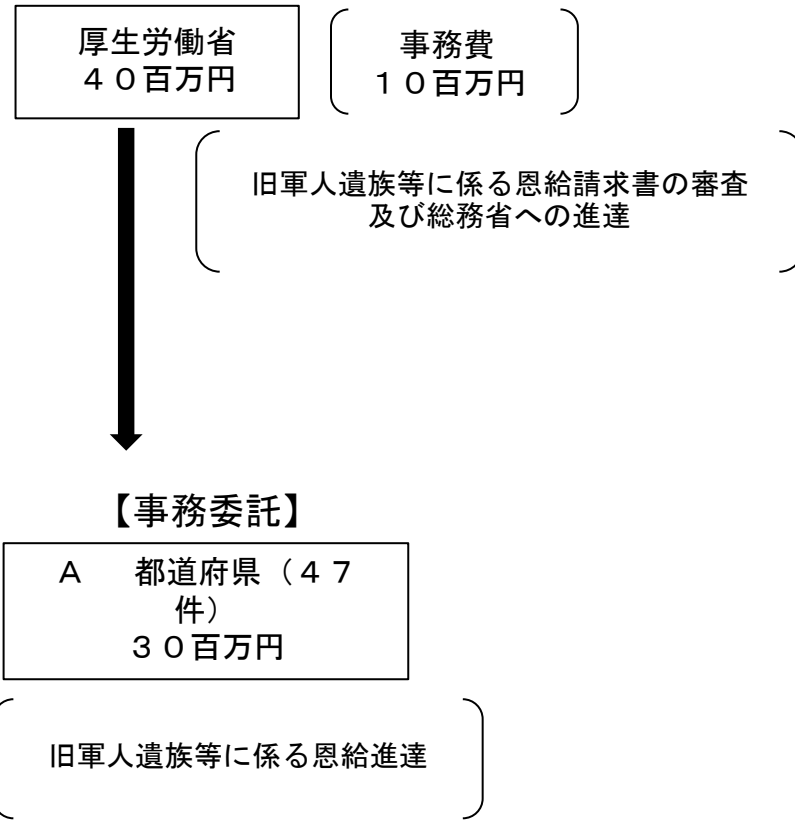 厚生労働省
４０百万円
事務費
１０百万円
旧軍人遺族等に係る恩給請求書の審査
及び総務省への進達
【事務委託】
A　都道府県（４７
件）
３０百万円
旧軍人遺族等に係る恩給進達